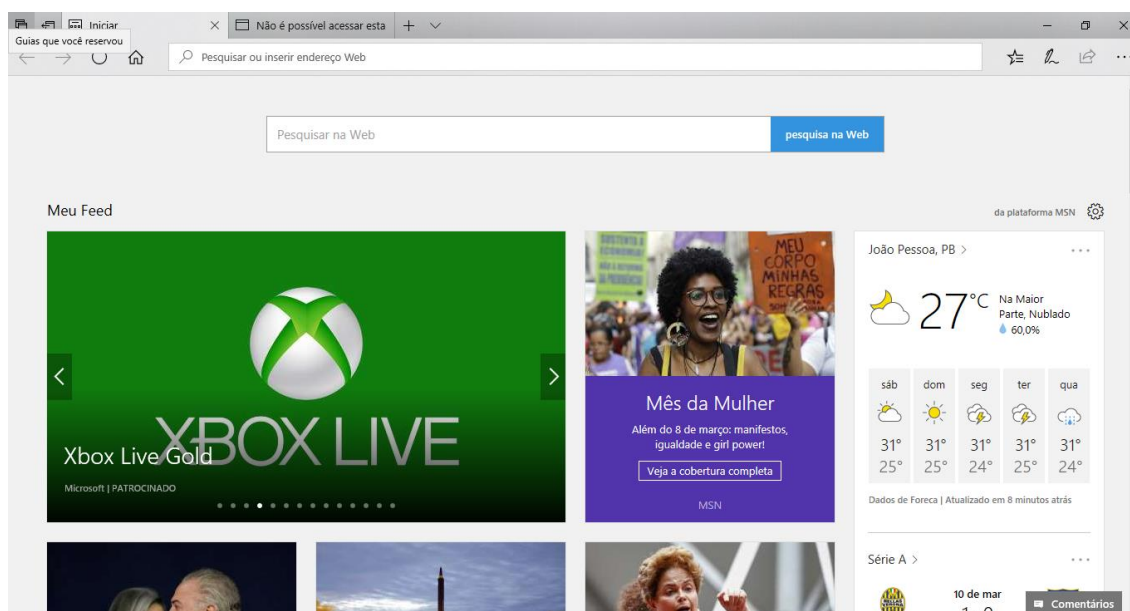 Iniciar
Não é possível acessar esta
Guias que você reservou
Pesquisar ou inserir endereço Web
Pesquisar na Web
pesquisa na Web
Meu Feed
da plataforma MSN
XBOX LIVE
Xbox Live Gold
Microsoft | PATROCINADO
MEU
CORPO
MINHAS
REGRAS
Mês da Mulher
Além do 8 de março: manifestos,
igualdade e girl power!
Veja a cobertura completa
MSN
João Pessoa, PB >
27°C
Na Maior
Parte, Nublado
60,0%
sáb dom seg ter qua
31° 31° 31° 31° 31°
25° 25° 24° 25° 24°
Dados de Foreca | Atualizado em 8 minutos atrás
Série A >
10 de mar
Comentários